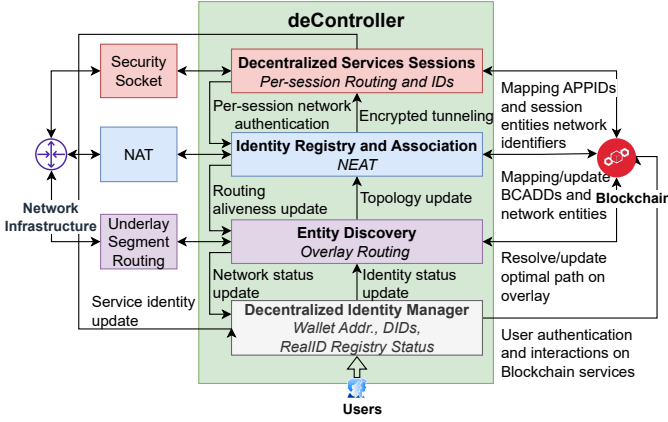 deController
Security
Socket
Decentralized Services Sessions
Per-session Routing and IDs
Mapping APPIDs
and session
entities network
identifiers
Per-session network
authentication
Encrypted tunneling
NAT
Identity Registry and Association
NEAT
Mapping/update
BCADDs and
network entities
Blockchain
Network
Infrastructure
Routing
aliveness update
Topology update
Underlay
Segment
Routing
Entity Discovery
Overlay Routing
Resolve/update
optimal path on
overlay
Network status
update
Identity status
update
Service identity
update
Decentralized Identity Manager
Wallet Addr., DIDs,
RealID Registry Status
User authentication
and interactions on
Blockchain services
Users